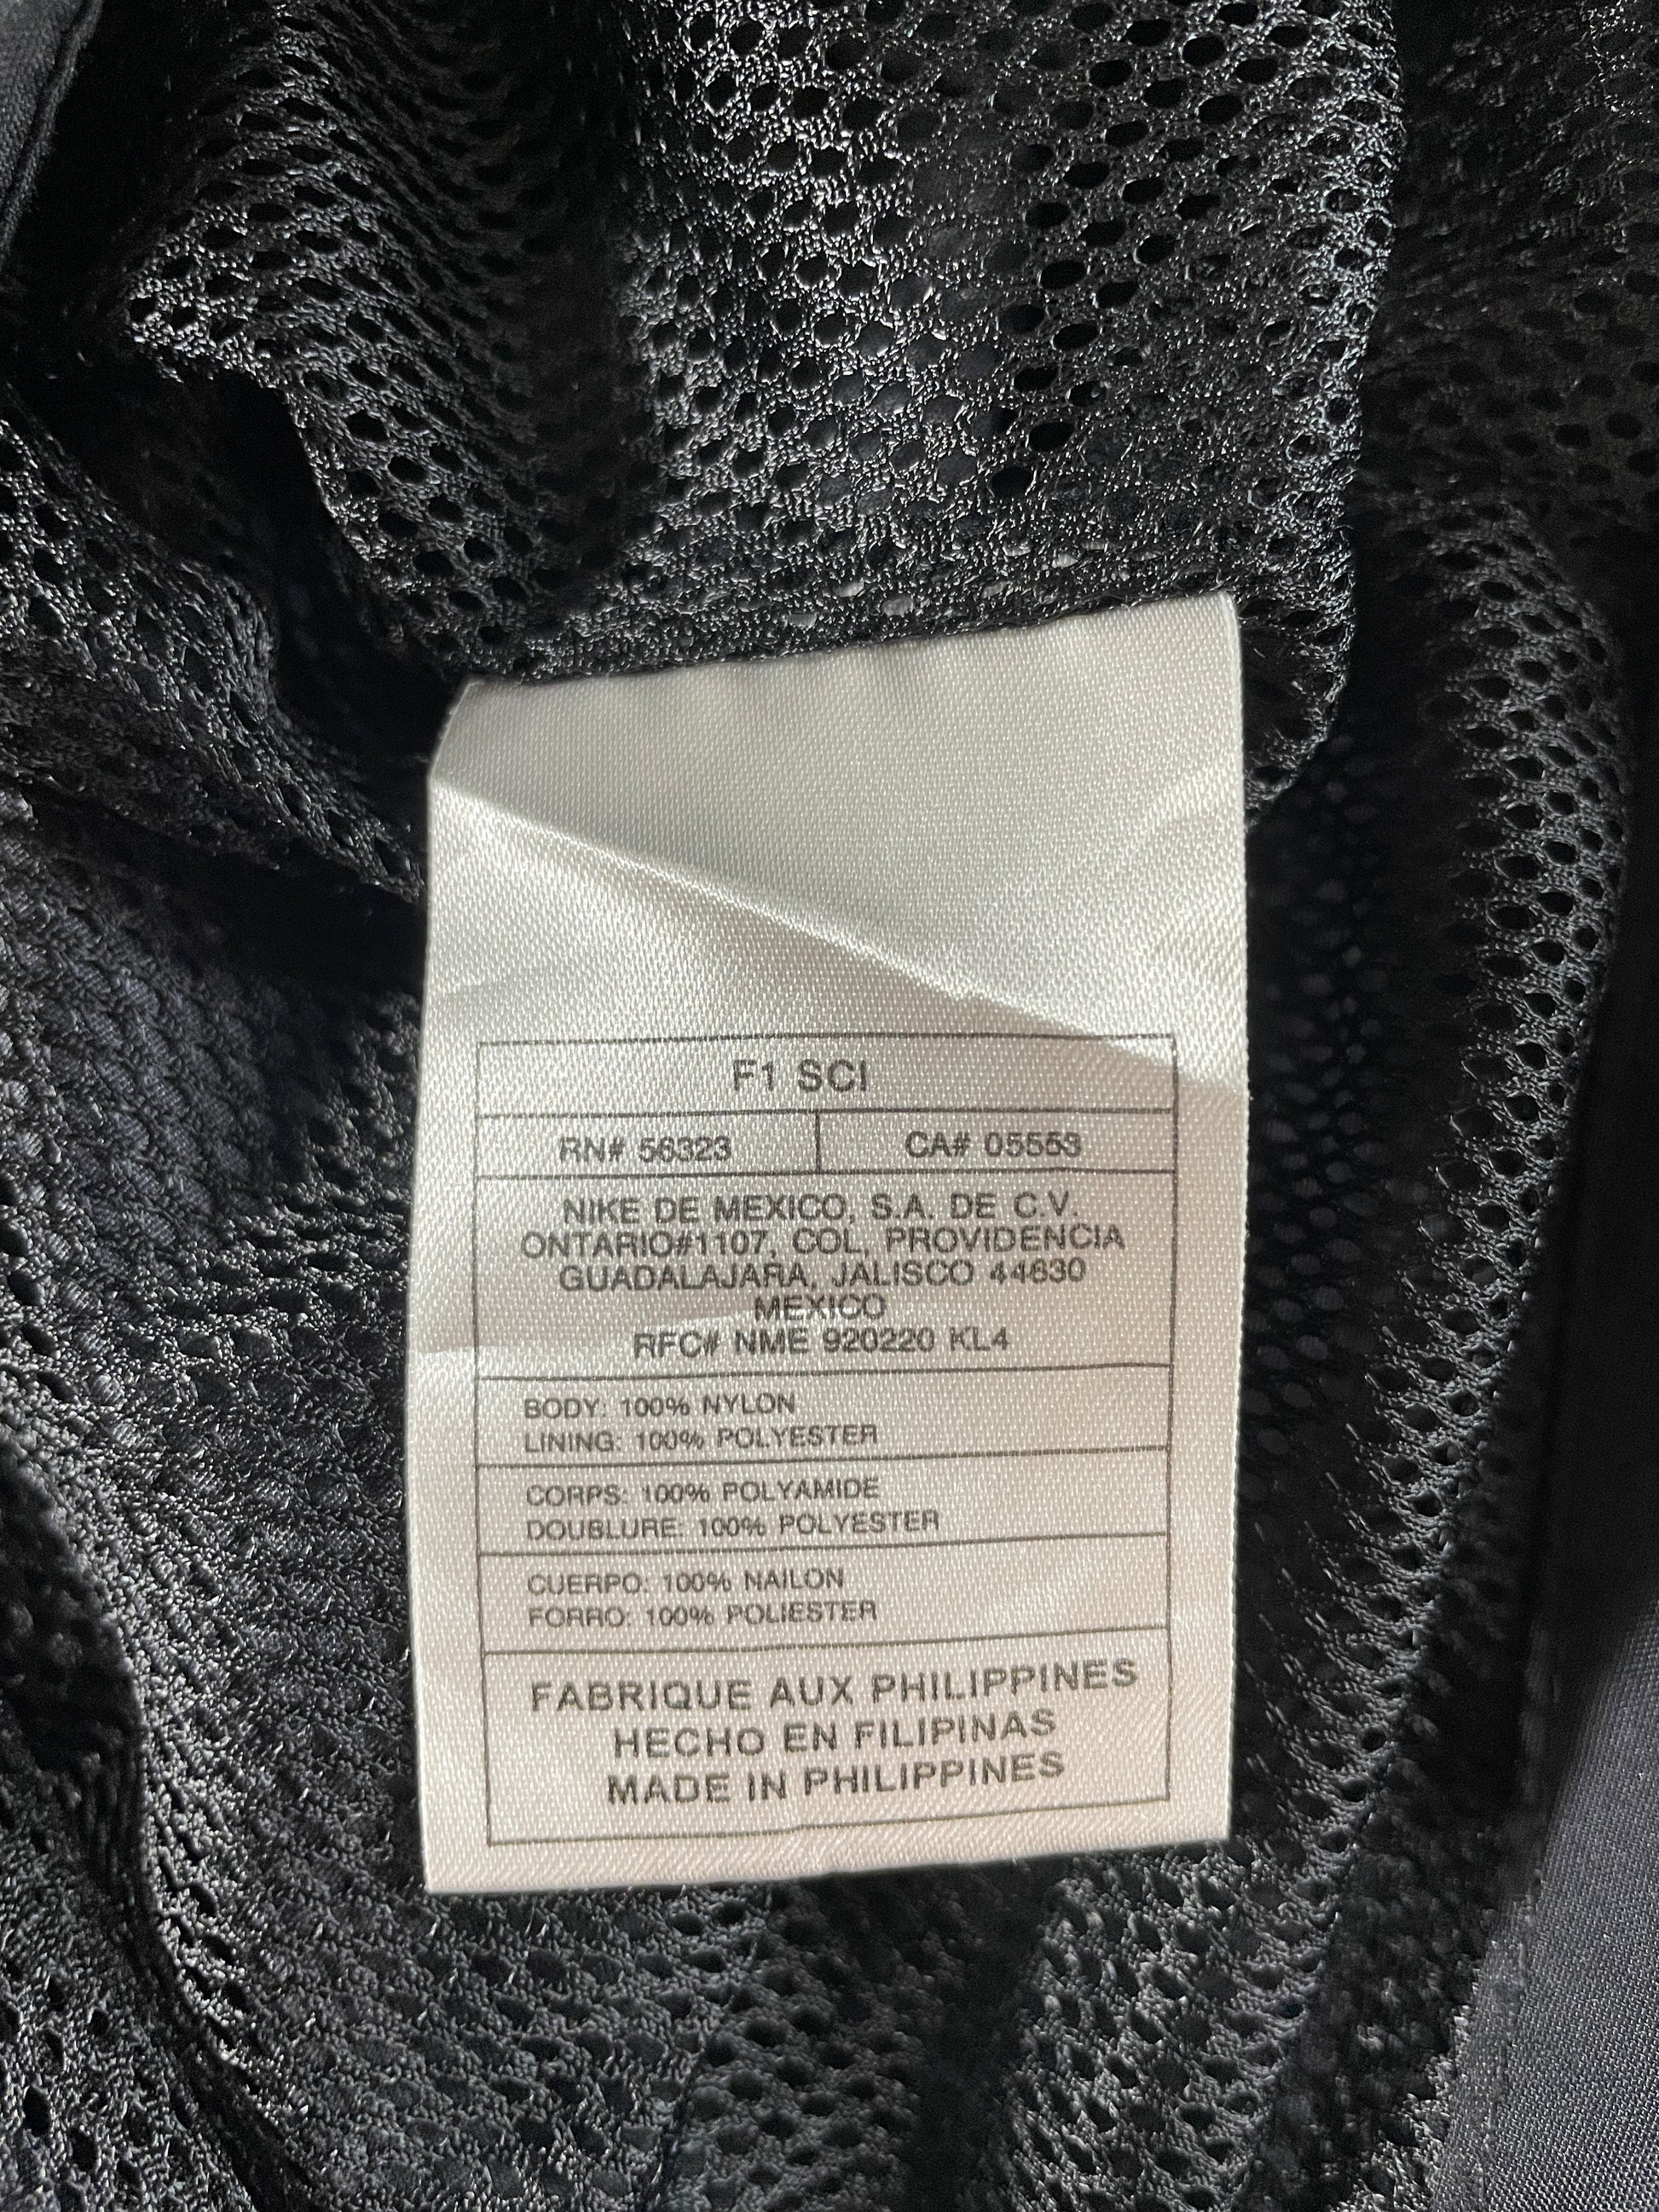 F1 SCI
RN# 56323 CA# 05553
NIKE DE MEXICO, S.A. DE C.V.
ONTARIO#1107, COL, PROVIDENCIA
GUADALAJARA, JALISCO 44630
MEXICO
RFC# NME 920220 KL4
BODY: 100% NYLON
LINING: 100% POLYESTER
CORPS: 100% POLYAMIDE
DOUBLURE: 100% POLYESTER
CUERPO: 100% NAILON
FORRO: 100% POLIESTER
FABRIQUE AUX PHILIPPINES
HECHO EN FILIPINAS
MADE IN PHILIPPINES